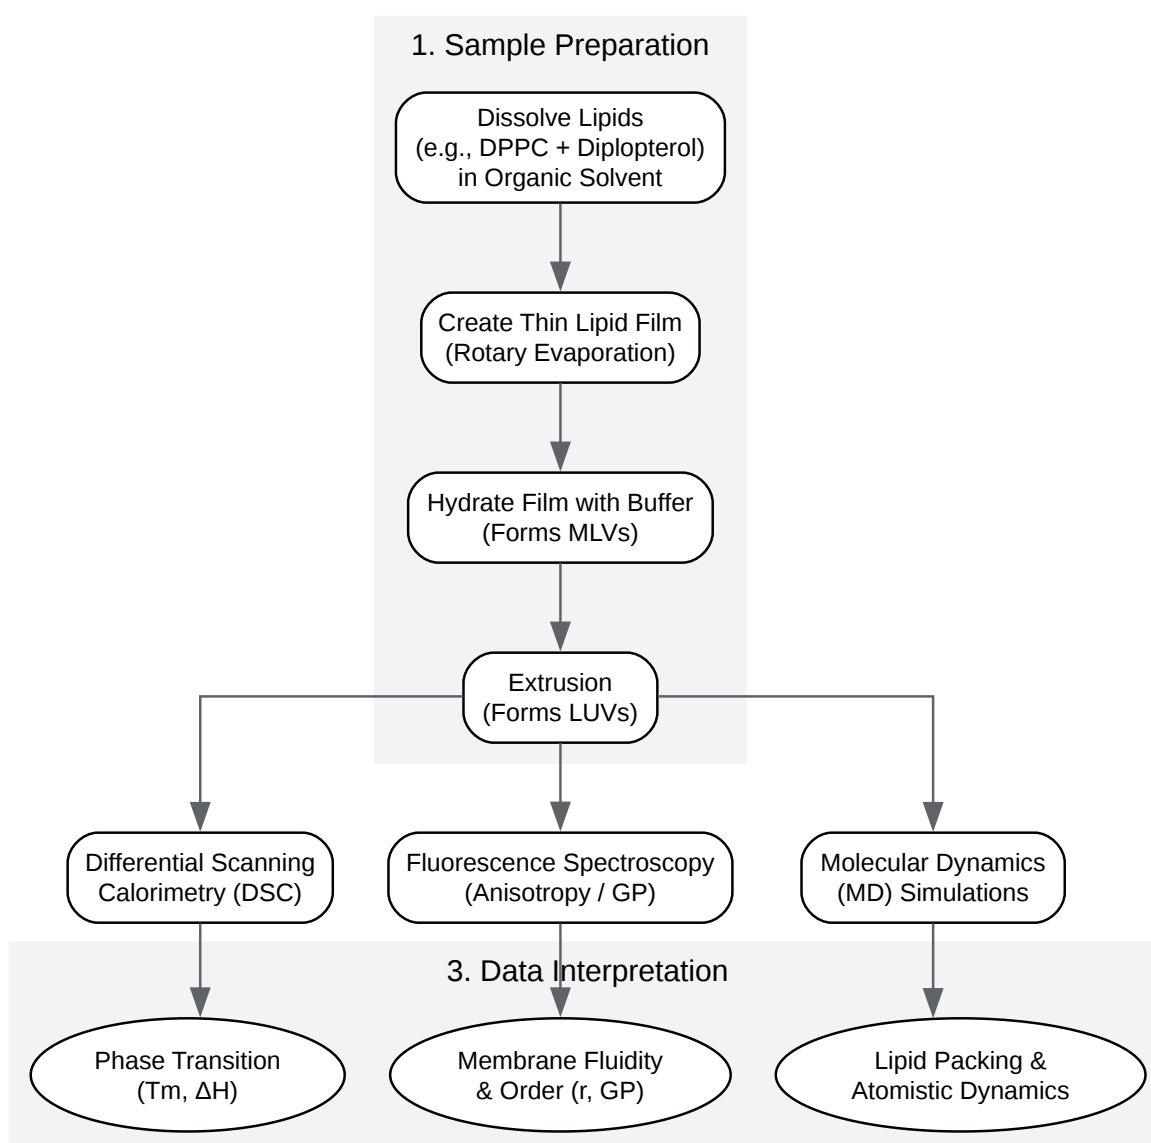 1. Sample Preparation
Dissolve Lipids
(e.g., DPPC + Diplopterol)
in Organic Solvent
Create Thin Lipid Film
(Rotary Evaporation)
Hydrate Film with Buffer
(Forms MLVs)
Extrusion
(Forms LUVs)
Differential Scanning
Calorimetry (DSC)
Fluorescence Spectroscopy
(Anisotropy / GP)
Molecular Dynamics
(MD) Simulations
3. Data Interpretation
Phase Transition
(Tm, ΔH)
Membrane Fluidity
& Order (r, GP)
Lipid Packing &
Atomistic Dynamics